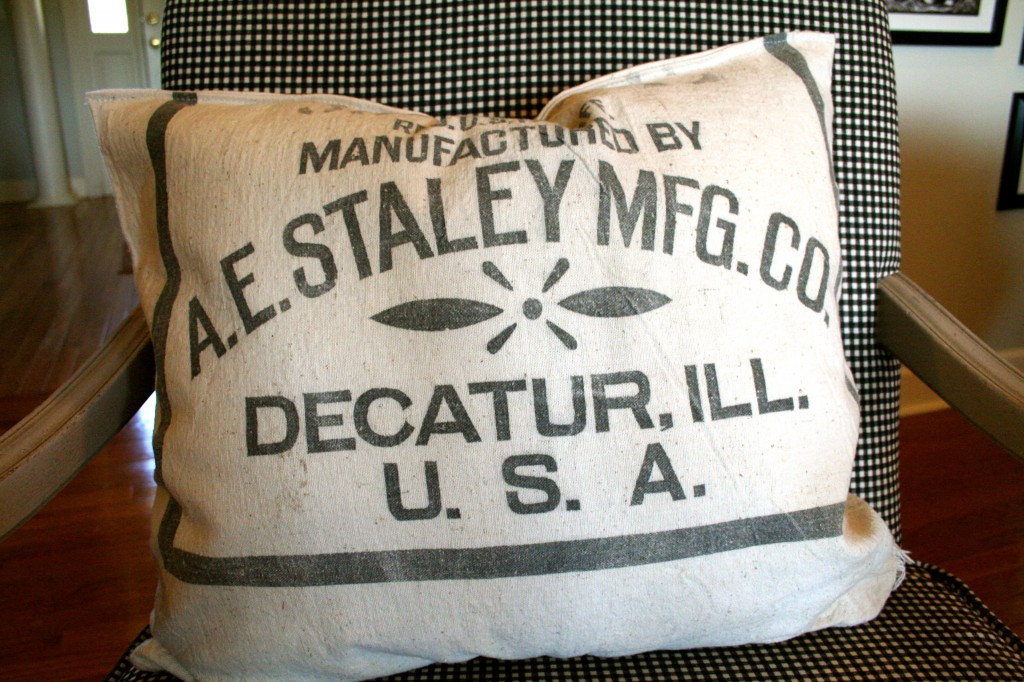 MANUFACTURED BY
A.E. STALEY MFG. CO.
DECATUR, ILL.
U. S. A.